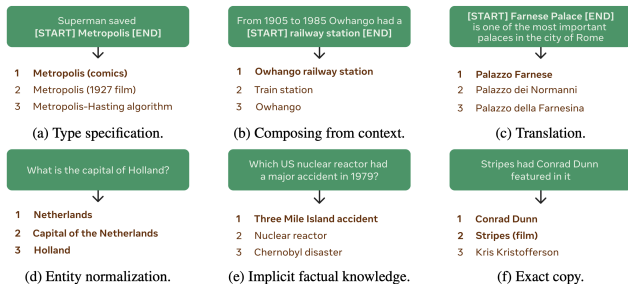 Superman saved
[START] Metropolis [END]
1 Metropolis (comics)
2 Metropolis (1927 film)
3 Metropolis-Hasting algorithm
(a) Type specification.
From 1905 to 1985 Owhango had a
[START] railway station [END]
1 Owhango railway station
2 Train station
3 Owhango
(b) Composing from context.
[START] Farnese Palace [END]
is one of the most important
palaces in the city of Rome
1 Palazzo Farnese
2 Palazzo dei Normanni
3 Palazzo della Farnesina
(c) Translation.
What is the capital of Holland?
1 Netherlands
2 Capital of the Netherlands
3 Holland
(d) Entity normalization.
Which US nuclear reactor had
a major accident in 1979?
1 Three Mile Island accident
2 Nuclear reactor
3 Chernobyl disaster
(e) Implicit factual knowledge.
Stripes had Conrad Dunn
featured in it
1 Conrad Dunn
2 Stripes (film)
3 Kris Kristofferson
(f) Exact copy.